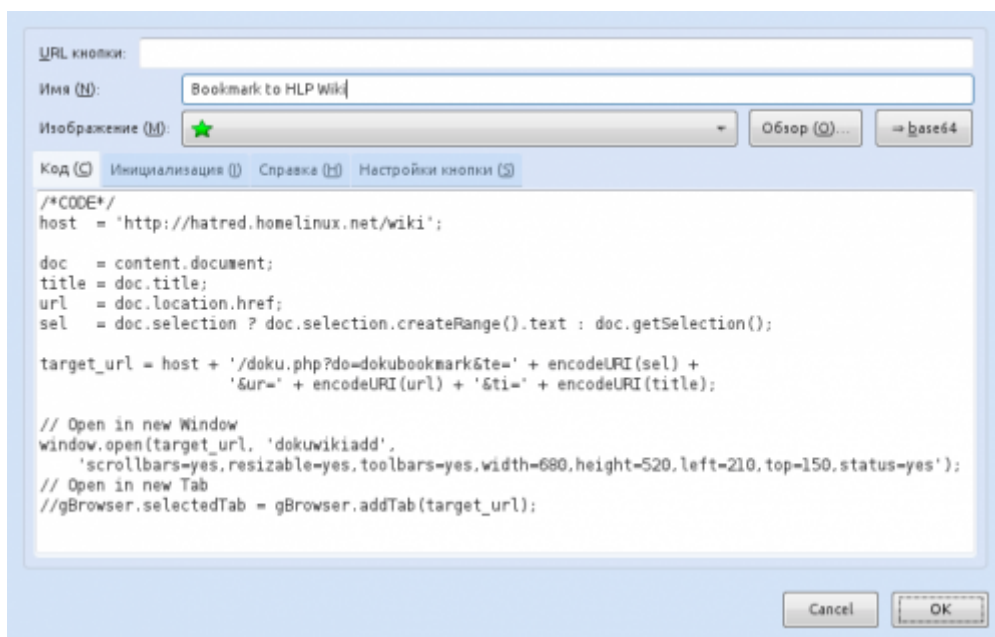 URL кнопки:
Имя (N): Bookmark to HLP Wiki
Изображение (M): Обзор (O)... ⇒ base64
Код (C) Инициализация (I) Справка (H) Настройки кнопки (S)
/*CODE*/
host = 'http://hatred.homelinux.net/wiki';
doc = content.document;
title = doc.title;
url = doc.location.href;
sel = doc.selection ? doc.selection.createRange().text : doc.getSelection();
target_url = host + '/doku.php?do=dokubookmark&te=' + encodeURI(sel) +
'&ur=' + encodeURI(url) + '&ti=' + encodeURI(title);
// Open in new Window
window.open(target_url, 'dokuwikiadd',
'scrollbars=yes,resizable=yes,toolbars=yes,width=680,height=520,left=210,top=150,status=yes');
// Open in new Tab
//gBrowser.selectedTab = gBrowser.addTab(target_url);
Cancel OK